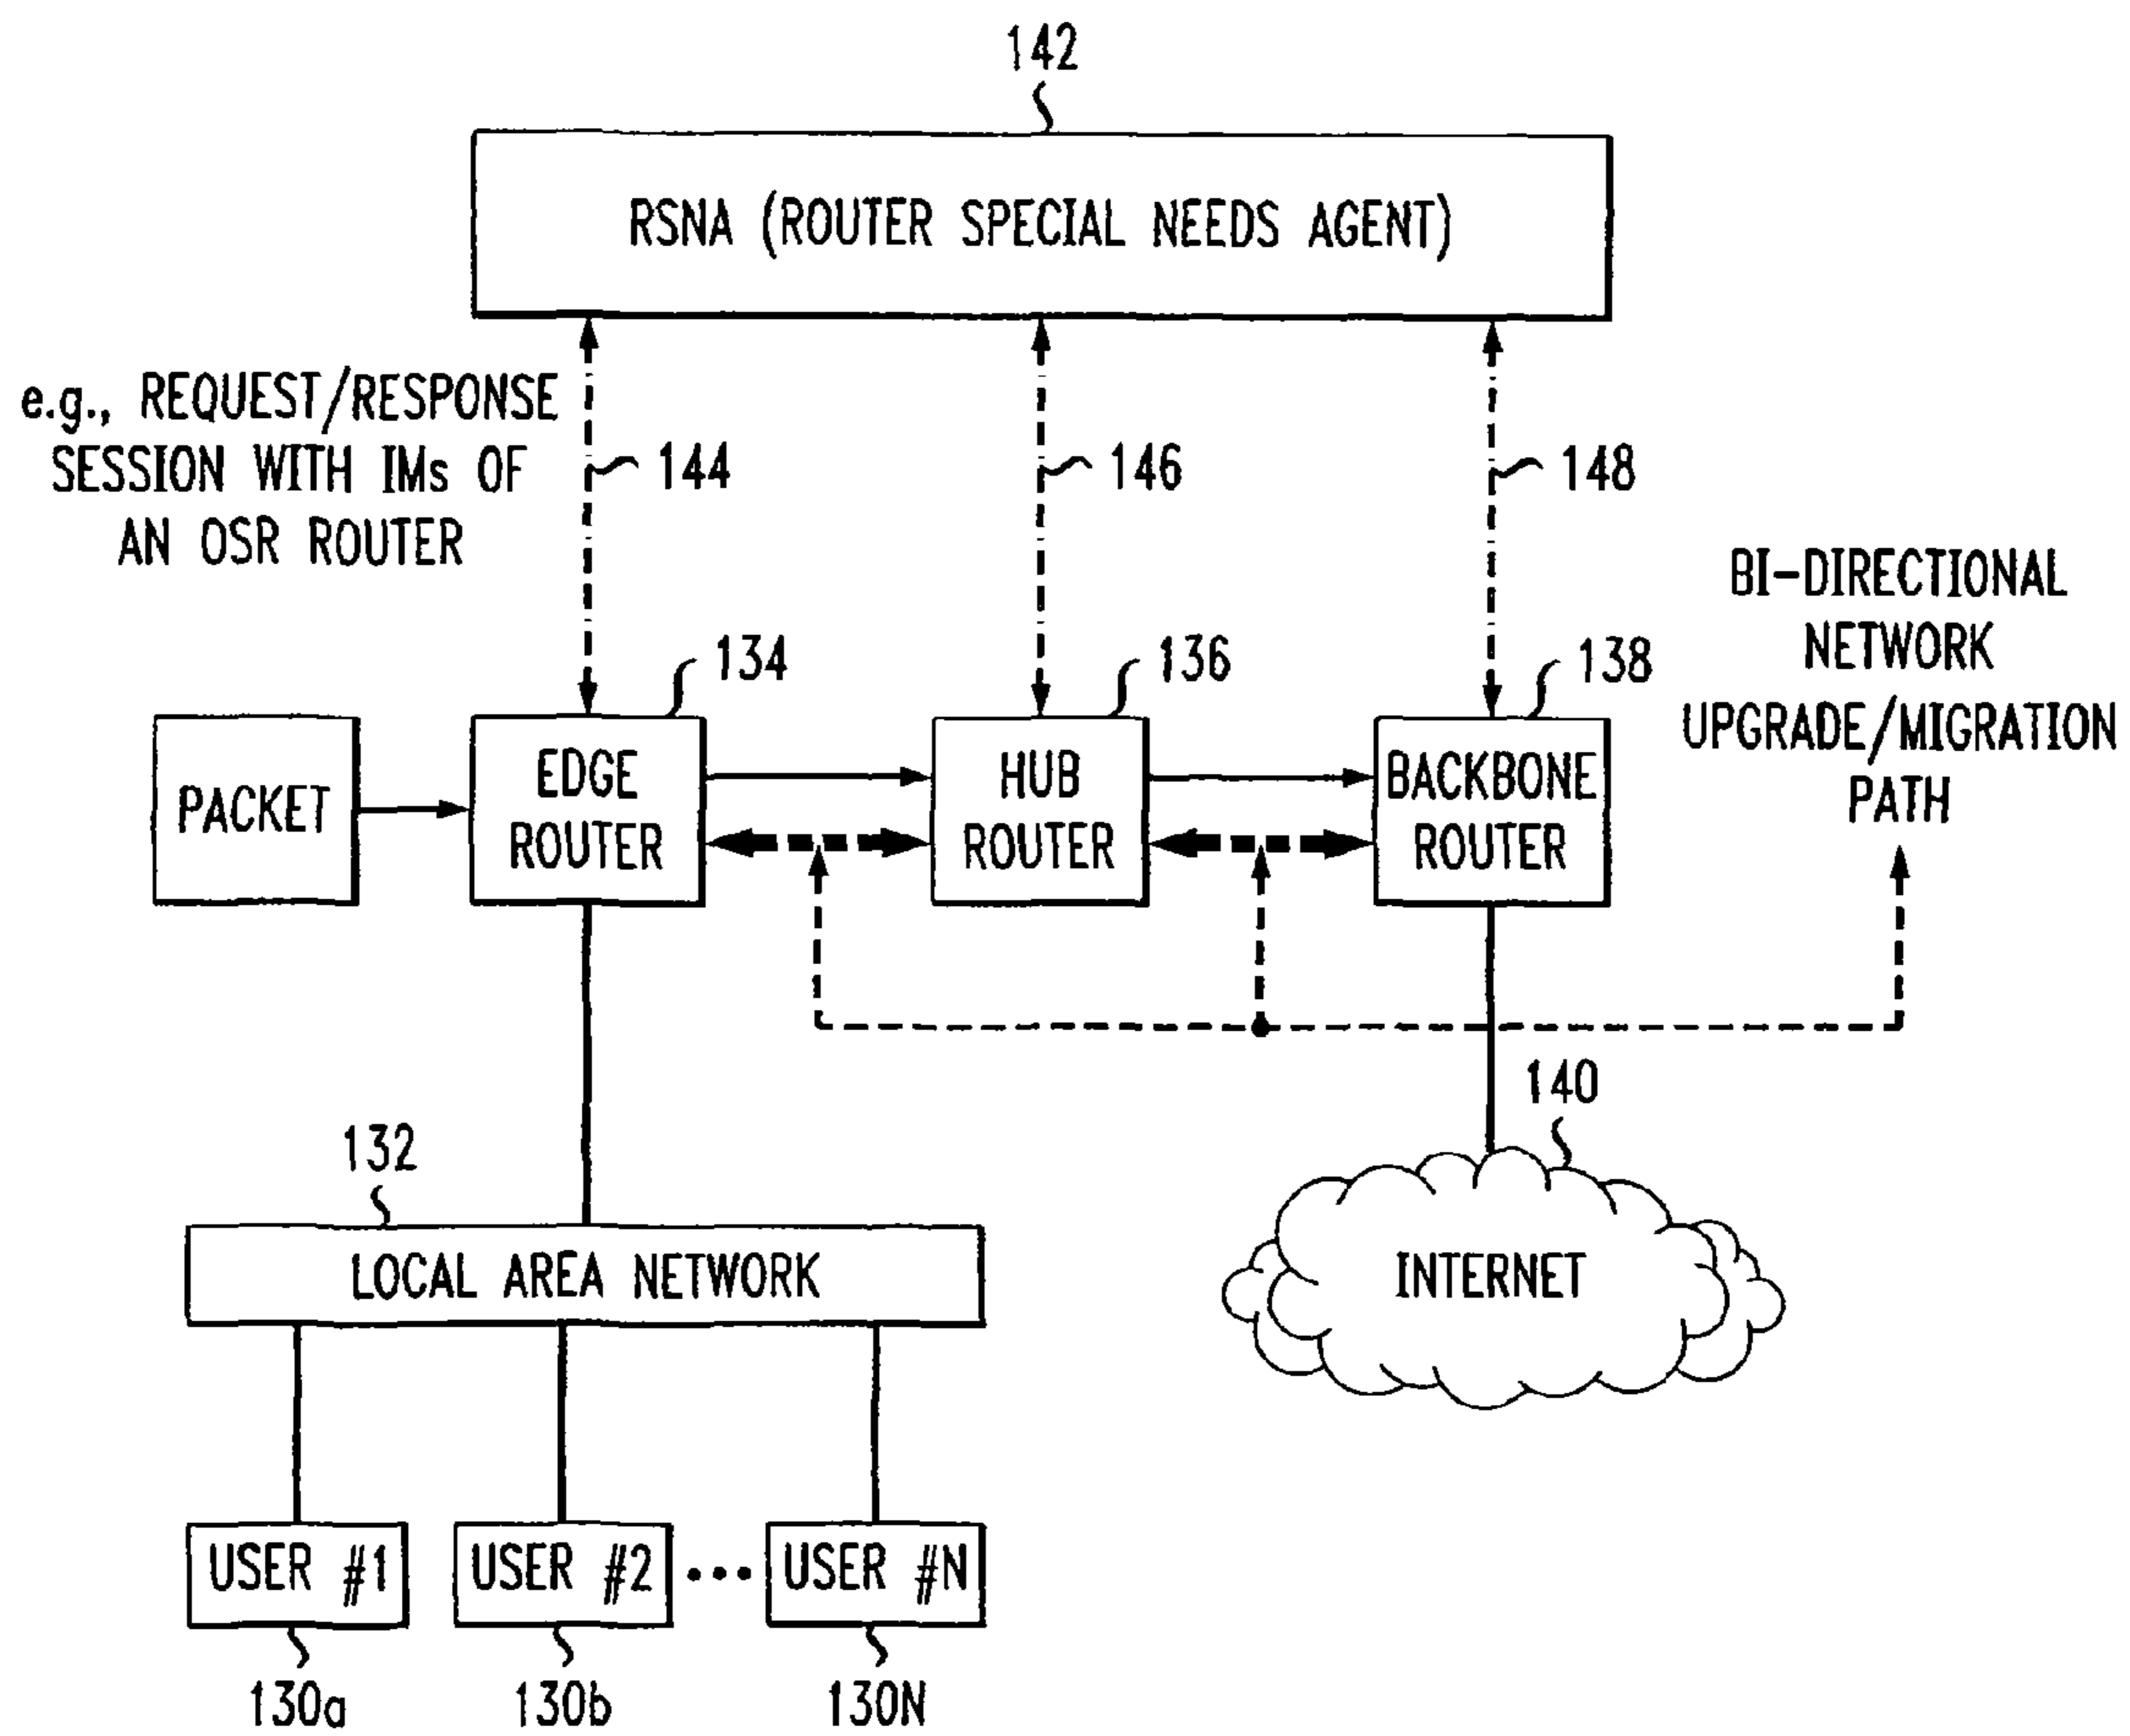 142
RSNA (ROUTER SPECIAL NEEDS AGENT)
e.g., REQUEST/RESPONSE
SESSION WITH IMs OF
AN OSR ROUTER
144
146
148
BI-DIRECTIONAL
NETWORK
UPGRADE/MIGRATION
PATH
134
136
138
PACKET
EDGE
ROUTER
HUB
ROUTER
BACKBONE
ROUTER
140
132
LOCAL AREA NETWORK
INTERNET
USER #1
USER #2
•••
USER #N
130a
130b
130N